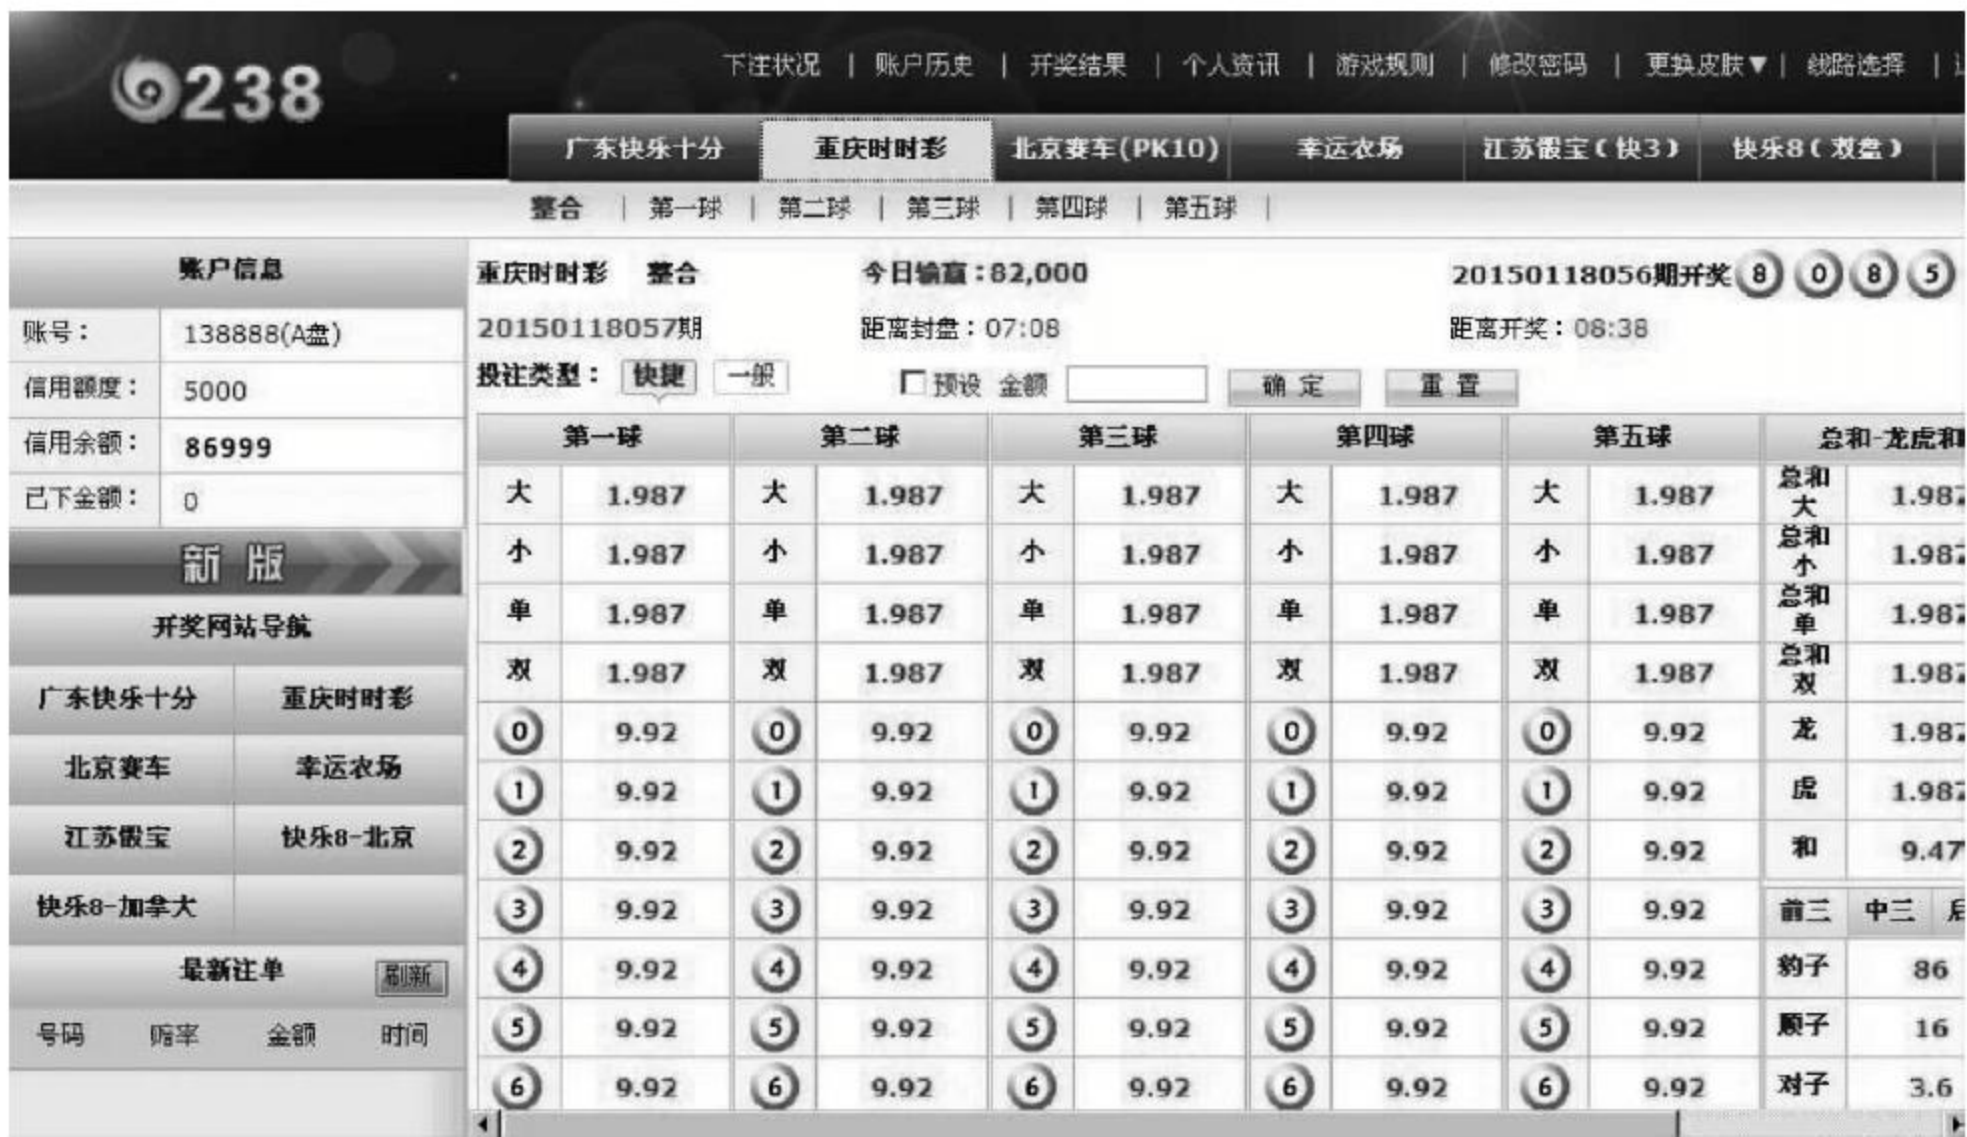 238
下注状况 | 账户历史 | 开奖结果 | 个人资讯 | 游戏规则 | 修改密码 | 更换皮肤▼ | 线路选择 |
广东快乐十分 重庆时时彩 北京赛车(PK10) 幸运农场 江苏骰宝(快3) 快乐8(双盘)
整合 | 第一球 | 第二球 | 第三球 | 第四球 | 第五球 |
账户信息
账号: 138888(A盘)
信用额度: 5000
信用余额: 86999
已下金额: 0
新版
开奖网站导航
广东快乐十分 重庆时时彩
北京赛车 幸运农场
江苏骰宝 快乐8-北京
快乐8-加拿大
最新注单 刷新
号码 赔率 金额 时间
重庆时时彩 整合 今日输赢:82,000 20150118056期开奖 8 0 8 5
20150118057期 距离封盘:07:08 距离开奖:08:38
投注类型: 快捷 一般 预设 金额 确定 重置
第一球 第二球 第三球 第四球 第五球 总和-龙虎和
大 1.987 大 1.987 大 1.987 大 1.987 大 1.987 总和大 1.987
小 1.987 小 1.987 小 1.987 小 1.987 小 1.987 总和小 1.987
单 1.987 单 1.987 单 1.987 单 1.987 单 1.987 总和单 1.987
双 1.987 双 1.987 双 1.987 双 1.987 双 1.987 总和双 1.987
0 9.92 0 9.92 0 9.92 0 9.92 0 9.92 龙 1.987
1 9.92 1 9.92 1 9.92 1 9.92 1 9.92 虎 1.987
2 9.92 2 9.92 2 9.92 2 9.92 2 9.92 和 9.47
3 9.92 3 9.92 3 9.92 3 9.92 3 9.92 前三 中三
4 9.92 4 9.92 4 9.92 4 9.92 4 9.92 豹子 86
5 9.92 5 9.92 5 9.92 5 9.92 5 9.92 顺子 16
6 9.92 6 9.92 6 9.92 6 9.92 6 9.92 对子 3.6